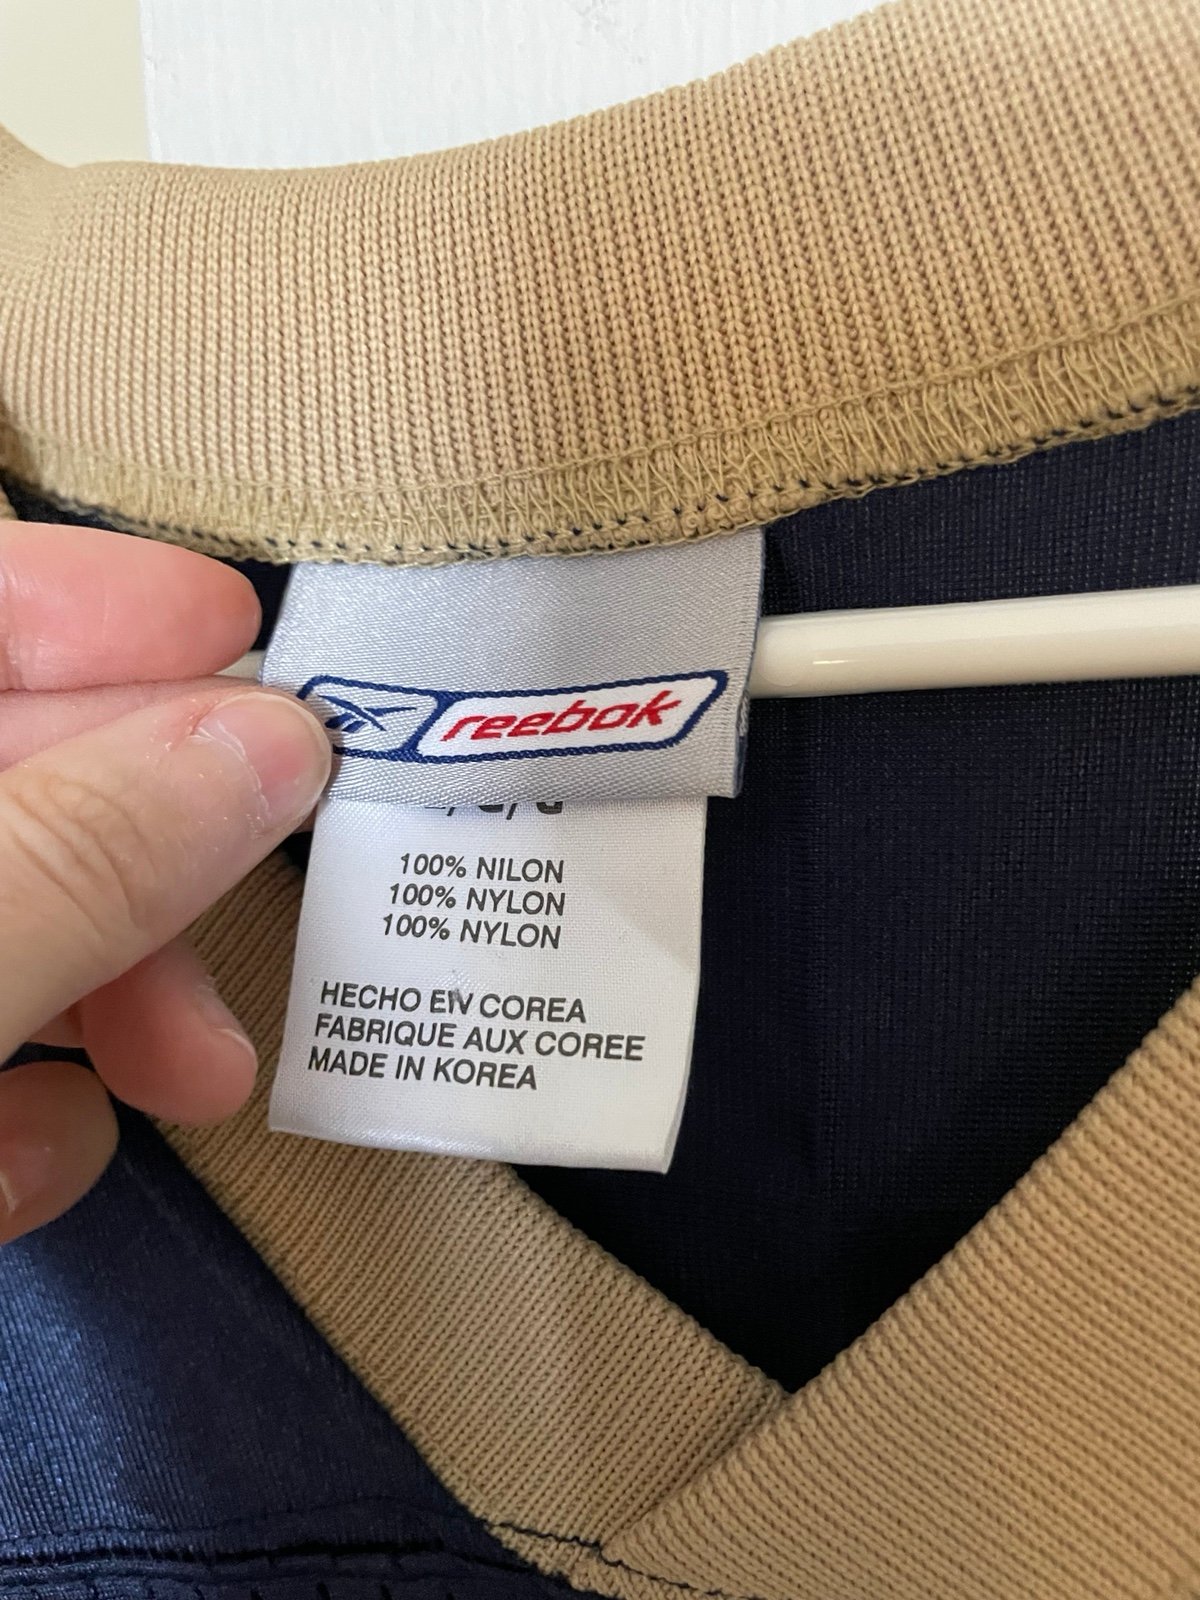 reebok
100% NILON
100% NYLON
100% NYLON
HECHO EN COREA
FABRIQUE AUX COREE
MADE IN KOREA